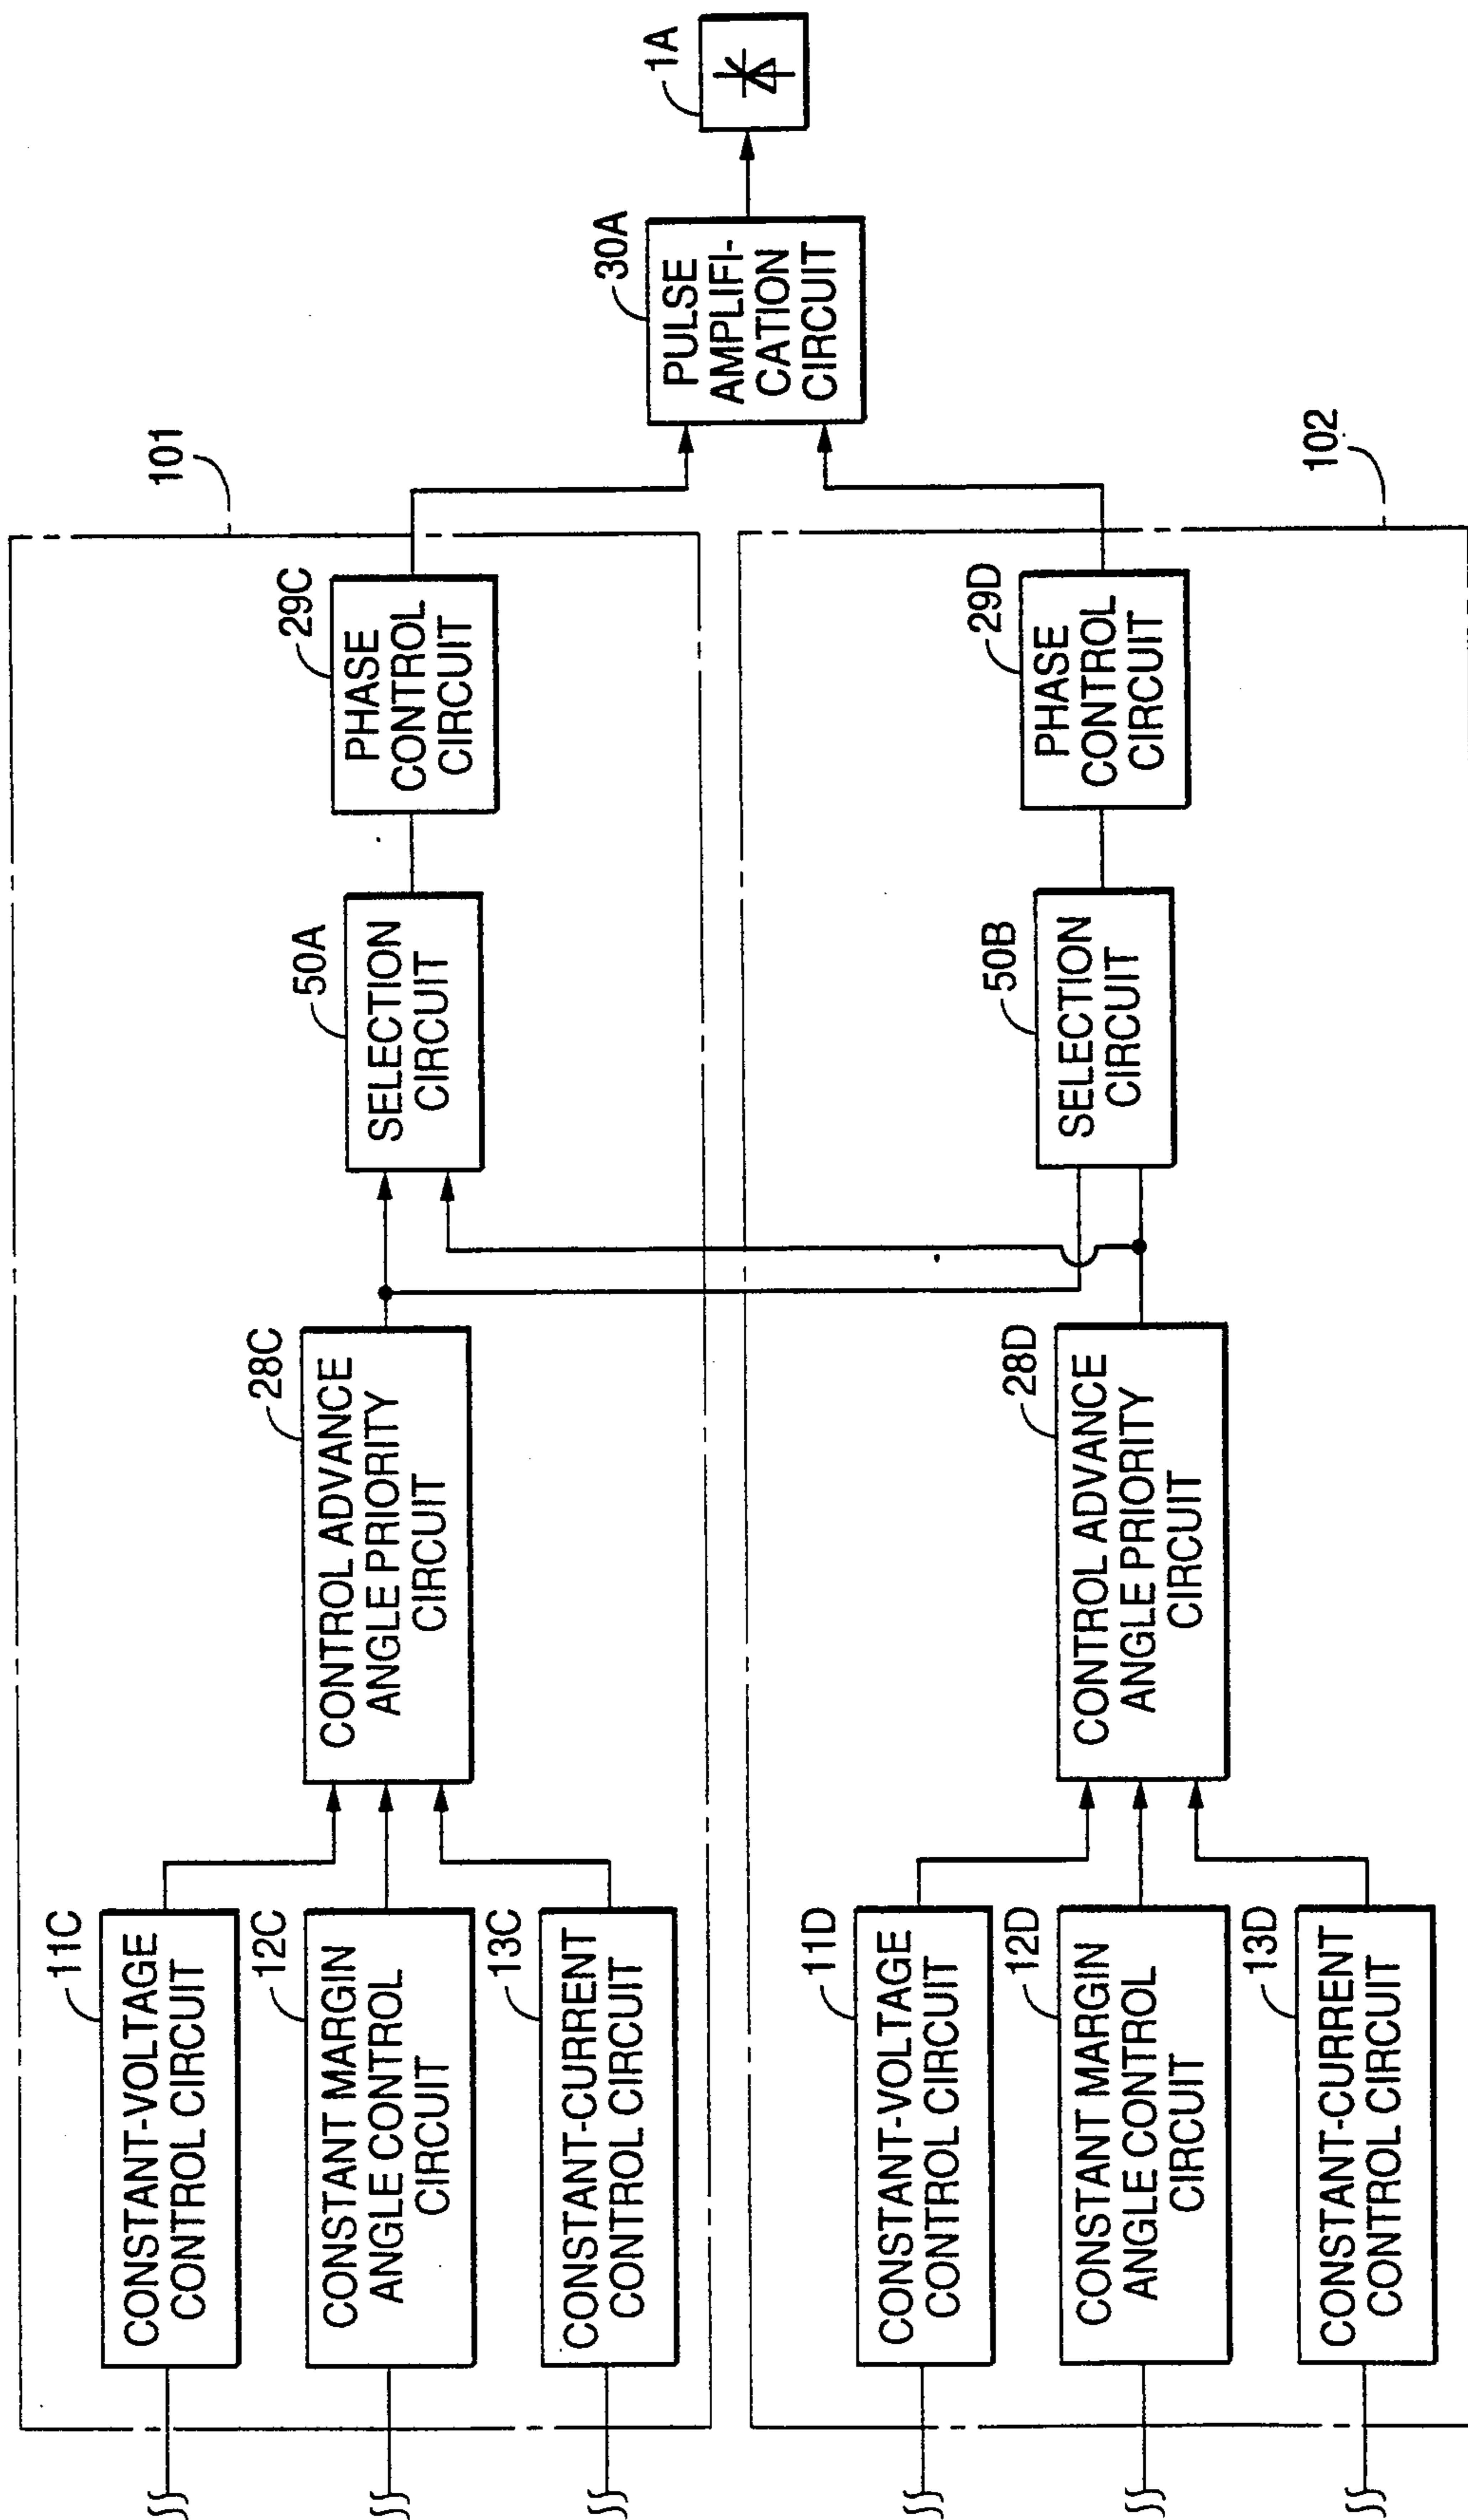 11C
CONSTANT-VOLTAGE
CONTROL CIRCUIT
12C
CONSTANT MARGIN
ANGLE CONTROL
CIRCUIT
13C
CONSTANT-CURRENT
CONTROL CIRCUIT
28C
CONTROL ADVANCE
ANGLE PRIORITY
CIRCUIT
50A
SELECTION
CIRCUIT
29C
PHASE
CONTROL
CIRCUIT
101
11D
CONSTANT-VOLTAGE
CONTROL CIRCUIT
12D
CONSTANT MARGIN
ANGLE CONTROL
CIRCUIT
13D
CONSTANT-CURRENT
CONTROL CIRCUIT
28D
CONTROL ADVANCE
ANGLE PRIORITY
CIRCUIT
50B
SELECTION
CIRCUIT
29D
PHASE
CONTROL
CIRCUIT
102
30A
PULSE
AMPLIFI-
CATION
CIRCUIT
1A